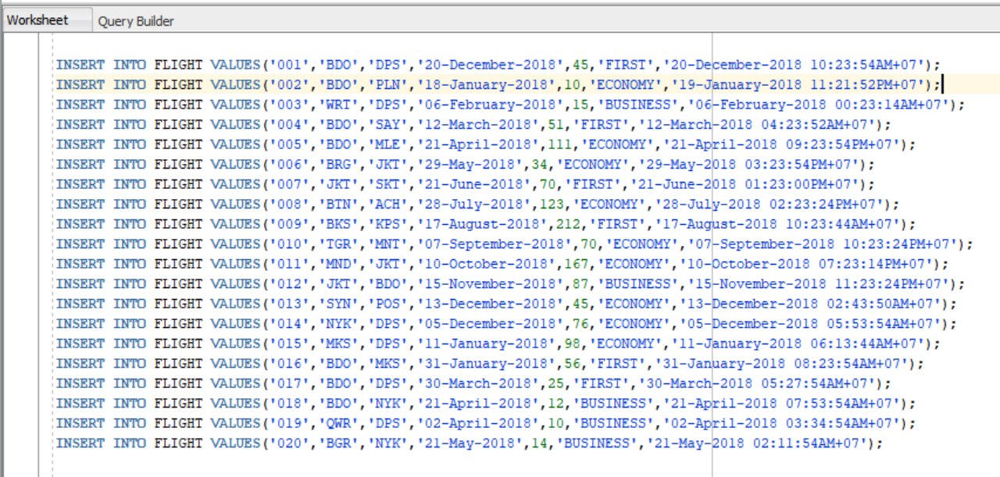 Worksheet Query Builder
INSERT INTO FLIGHT VALUES('001','BDO','DPS','20-December-2018',45,'FIRST','20-December-2018 10:23:54AM+07');
INSERT INTO FLIGHT VALUES('002','BDO','PLN','18-January-2018',10,'ECONOMY','19-January-2018 11:21:52PM+07');
INSERT INTO FLIGHT VALUES('003','WRT','DPS','06-February-2018',15,'BUSINESS','06-February-2018 00:23:14AM+07');
INSERT INTO FLIGHT VALUES('004','BDO','SAY','12-March-2018',51,'FIRST','12-March-2018 04:23:52AM+07');
INSERT INTO FLIGHT VALUES('005','BDO','MLE','21-April-2018',111,'ECONOMY','21-April-2018 09:23:54PM+07');
INSERT INTO FLIGHT VALUES('006','BRG','JKT','29-May-2018',34,'ECONOMY','29-May-2018 03:23:54PM+07');
INSERT INTO FLIGHT VALUES('007','JKT','SKT','21-June-2018',70,'FIRST','21-June-2018 01:23:00PM+07');
INSERT INTO FLIGHT VALUES('008','BTN','ACH','28-July-2018',123,'ECONOMY','28-July-2018 02:23:24PM+07');
INSERT INTO FLIGHT VALUES('009','BKS','KPS','17-August-2018',212,'FIRST','17-August-2018 10:23:44AM+07');
INSERT INTO FLIGHT VALUES('010','TGR','MNT','07-September-2018',70,'ECONOMY','07-September-2018 10:23:24PM+07');
INSERT INTO FLIGHT VALUES('011','MND','JKT','10-October-2018',167,'ECONOMY','10-October-2018 07:23:14PM+07');
INSERT INTO FLIGHT VALUES('012','JKT','BDO','15-November-2018',87,'BUSINESS','15-November-2018 11:23:24PM+07');
INSERT INTO FLIGHT VALUES('013','SYN','POS','13-December-2018',45,'ECONOMY','13-December-2018 02:43:50AM+07');
INSERT INTO FLIGHT VALUES('014','NYK','DPS','05-December-2018',76,'ECONOMY','05-December-2018 05:53:54AM+07');
INSERT INTO FLIGHT VALUES('015','MKS','DPS','11-January-2018',98,'ECONOMY','11-January-2018 06:13:44AM+07');
INSERT INTO FLIGHT VALUES('016','BDO','MKS','31-January-2018',56,'FIRST','31-January-2018 08:23:54AM+07');
INSERT INTO FLIGHT VALUES('017','BDO','DPS','30-March-2018',25,'FIRST','30-March-2018 05:27:54AM+07');
INSERT INTO FLIGHT VALUES('018','BDO','NYK','21-April-2018',12,'BUSINESS','21-April-2018 07:53:54AM+07');
INSERT INTO FLIGHT VALUES('019','QWR','DPS','02-April-2018',10,'BUSINESS','02-April-2018 03:34:54AM+07');
INSERT INTO FLIGHT VALUES('020','BGR','NYK','21-May-2018',14,'BUSINESS','21-May-2018 02:11:54AM+07');